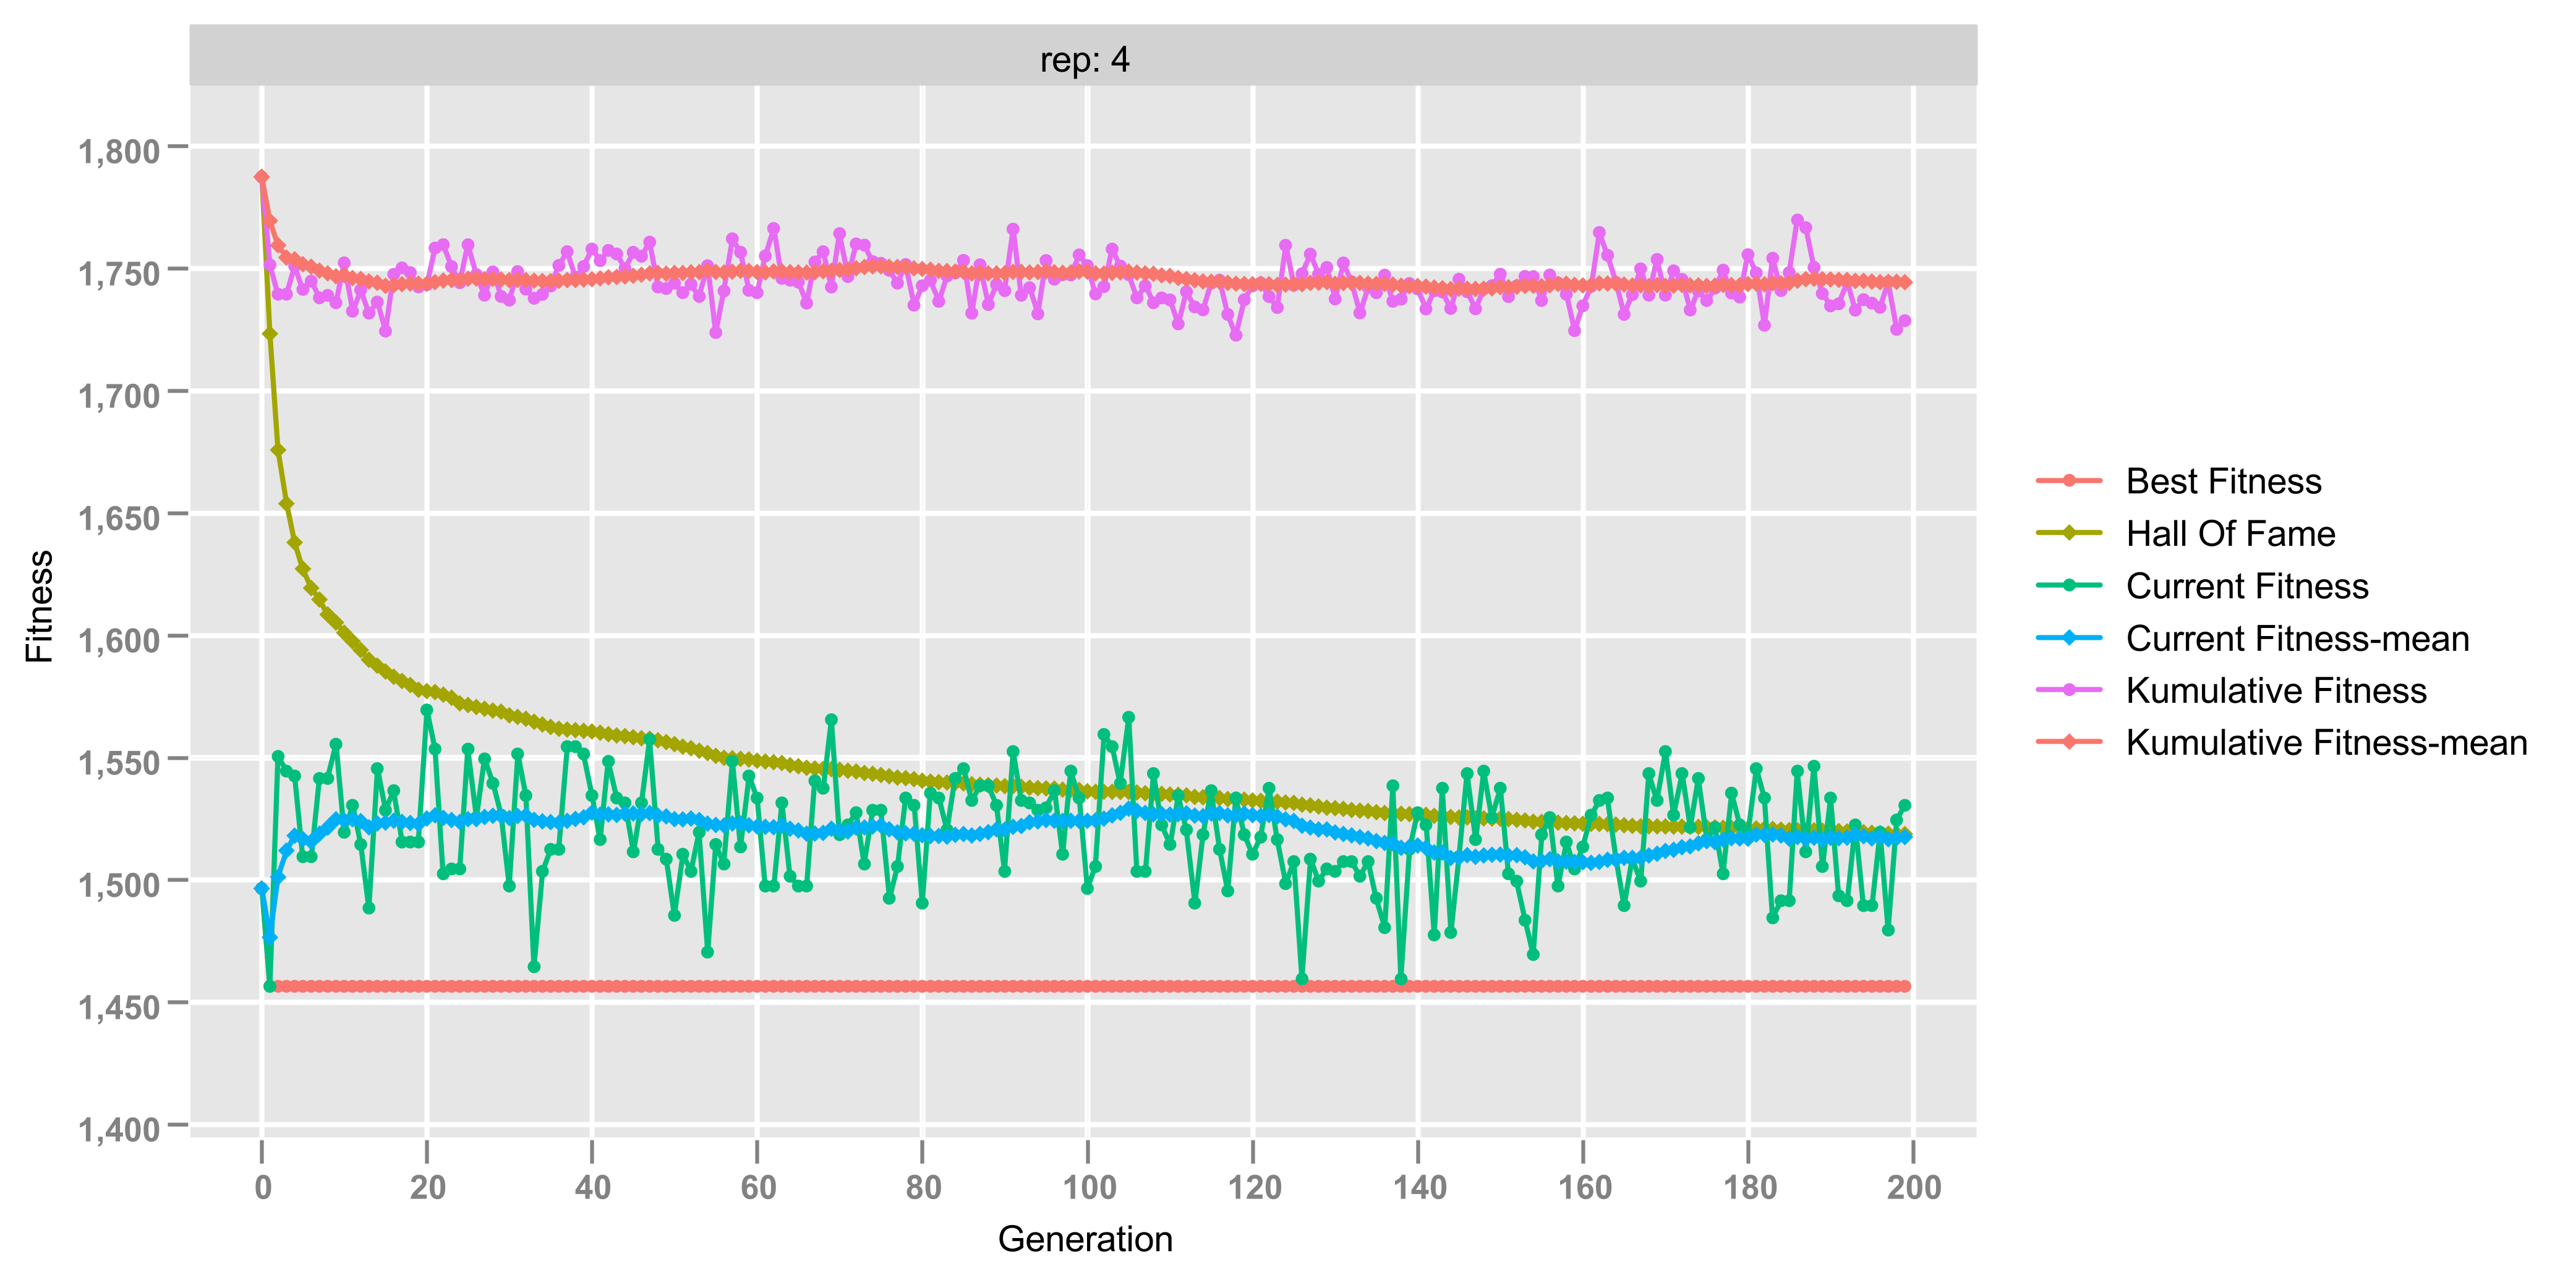 rep: 4
1,800
1,750
1,700
1,650
1,600
1,550
1,500
1,450
1,400
Fitness
0 20 40 60 80 100 120 140 160 180 200
Generation
Best Fitness
Hall Of Fame
Current Fitness
Current Fitness-mean
Kumulative Fitness
Kumulative Fitness-mean